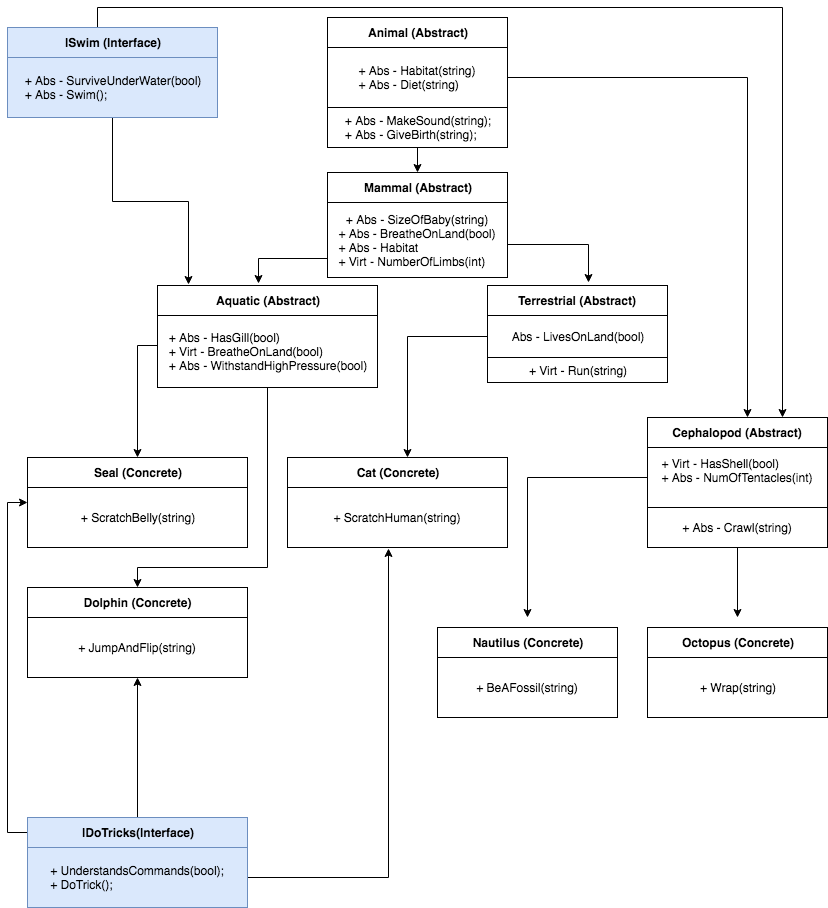 ISwim (Interface)
+ Abs - SurviveUnderWater(bool)
+ Abs - Swim();
Animal (Abstract)
+ Abs - Habitat(string)
+ Abs - Diet(string)
+ Abs - MakeSound(string);
+ Abs - GiveBirth(string);
Mammal (Abstract)
+ Abs - SizeOfBaby(string)
+ Abs - BreatheOnLand(bool)
+ Abs - Habitat
+ Virt - NumberOfLimbs(int)
Aquatic (Abstract)
+ Abs - HasGill(bool)
+ Virt - BreatheOnLand(bool)
+ Abs - WithstandHighPressure(bool)
Terrestrial (Abstract)
Abs - LivesOnLand(bool)
+ Virt - Run(string)
Cephalopod (Abstract)
+ Virt - HasShell(bool)
+ Abs - NumOfTentacles(int)
+ Abs - Crawl(string)
Seal (Concrete)
+ ScratchBelly(string)
Cat (Concrete)
+ ScratchHuman(string)
Dolphin (Concrete)
+ JumpAndFlip(string)
Nautilus (Concrete)
+ BeAFossil(string)
Octopus (Concrete)
+ Wrap(string)
IDoTricks(Interface)
+ UnderstandsCommands(bool);
+ DoTrick();